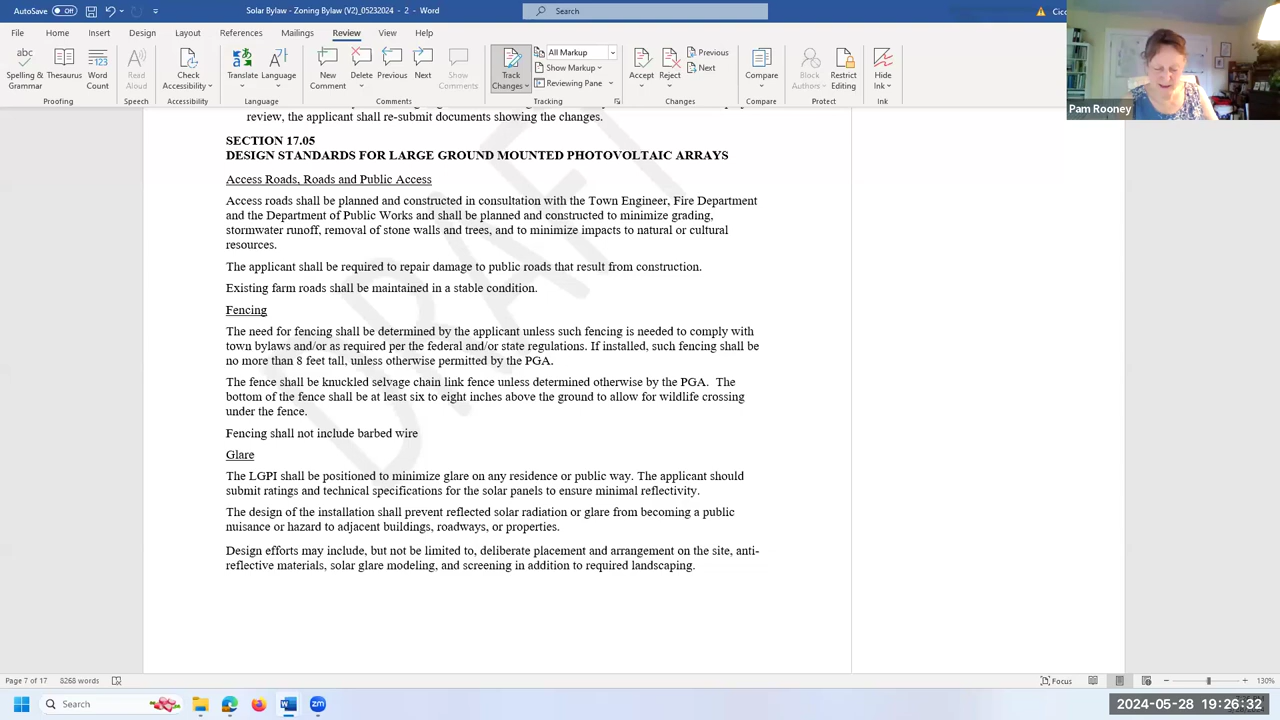 AutoSave Off Solar Bylaw - Zoning Bylaw (V2)_05232024 - 2 - Word Search
File Home Insert Design Layout References Mailings Review View Help
Spelling & Grammar Thesaurus Word Count Read Aloud Check Accessibility Translate Language New Comment Delete Previous Next Show Comments Track Changes All Markup Show Markup Reviewing Pane Accept Reject Previous Next Compare Block Authors Restrict Editing Hide Ink
Proofing Speech Accessibility Language Comments Tracking Changes Compare Protect Ink
Pam Rooney
review, the applicant shall re-submit documents showing the changes.
SECTION 17.05
DESIGN STANDARDS FOR LARGE GROUND MOUNTED PHOTOVOLTAIC ARRAYS
Access Roads, Roads and Public Access
Access roads shall be planned and constructed in consultation with the Town Engineer, Fire Department
and the Department of Public Works and shall be planned and constructed to minimize grading,
stormwater runoff, removal of stone walls and trees, and to minimize impacts to natural or cultural
resources.
The applicant shall be required to repair damage to public roads that result from construction.
Existing farm roads shall be maintained in a stable condition.
Fencing
The need for fencing shall be determined by the applicant unless such fencing is needed to comply with
town bylaws and/or as required per the federal and/or state regulations. If installed, such fencing shall be
no more than 8 feet tall, unless otherwise permitted by the PGA.
The fence shall be knuckled selvage chain link fence unless determined otherwise by the PGA. The
bottom of the fence shall be at least six to eight inches above the ground to allow for wildlife crossing
under the fence.
Fencing shall not include barbed wire
Glare
The LGPI shall be positioned to minimize glare on any residence or public way. The applicant should
submit ratings and technical specifications for the solar panels to ensure minimal reflectivity.
The design of the installation shall prevent reflected solar radiation or glare from becoming a public
nuisance or hazard to adjacent buildings, roadways, or properties.
Design efforts may include, but not be limited to, deliberate placement and arrangement on the site, anti-
reflective materials, solar glare modeling, and screening in addition to required landscaping.
DRAFT
Page 7 of 17 8268 words Focus 130%
Search 2024-05-28 19:26:32